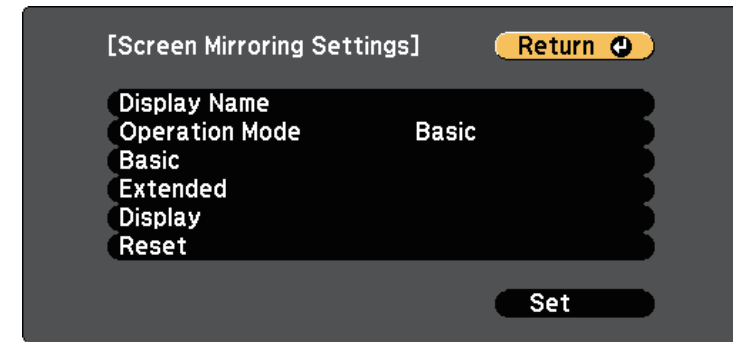 [Screen Mirroring Settings] Return
Display Name
Operation Mode Basic
Basic
Extended
Display
Reset
Set